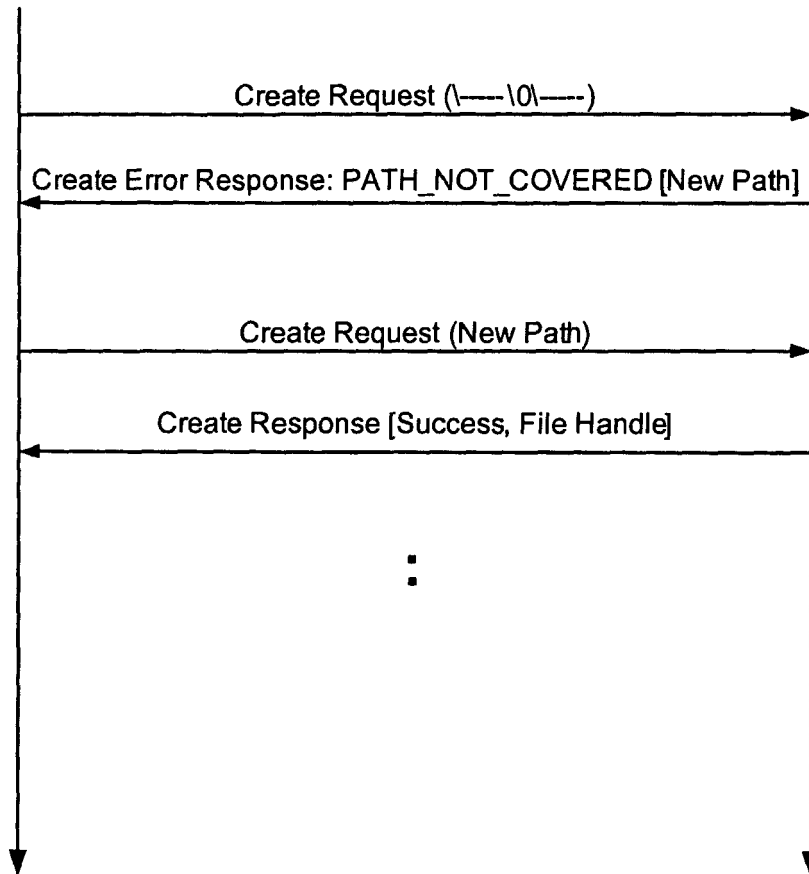 Create Request (\-----\0\-----)
Create Error Response: PATH_NOT_COVERED [New Path]
Create Request (New Path)
Create Response [Success, File Handle]
: